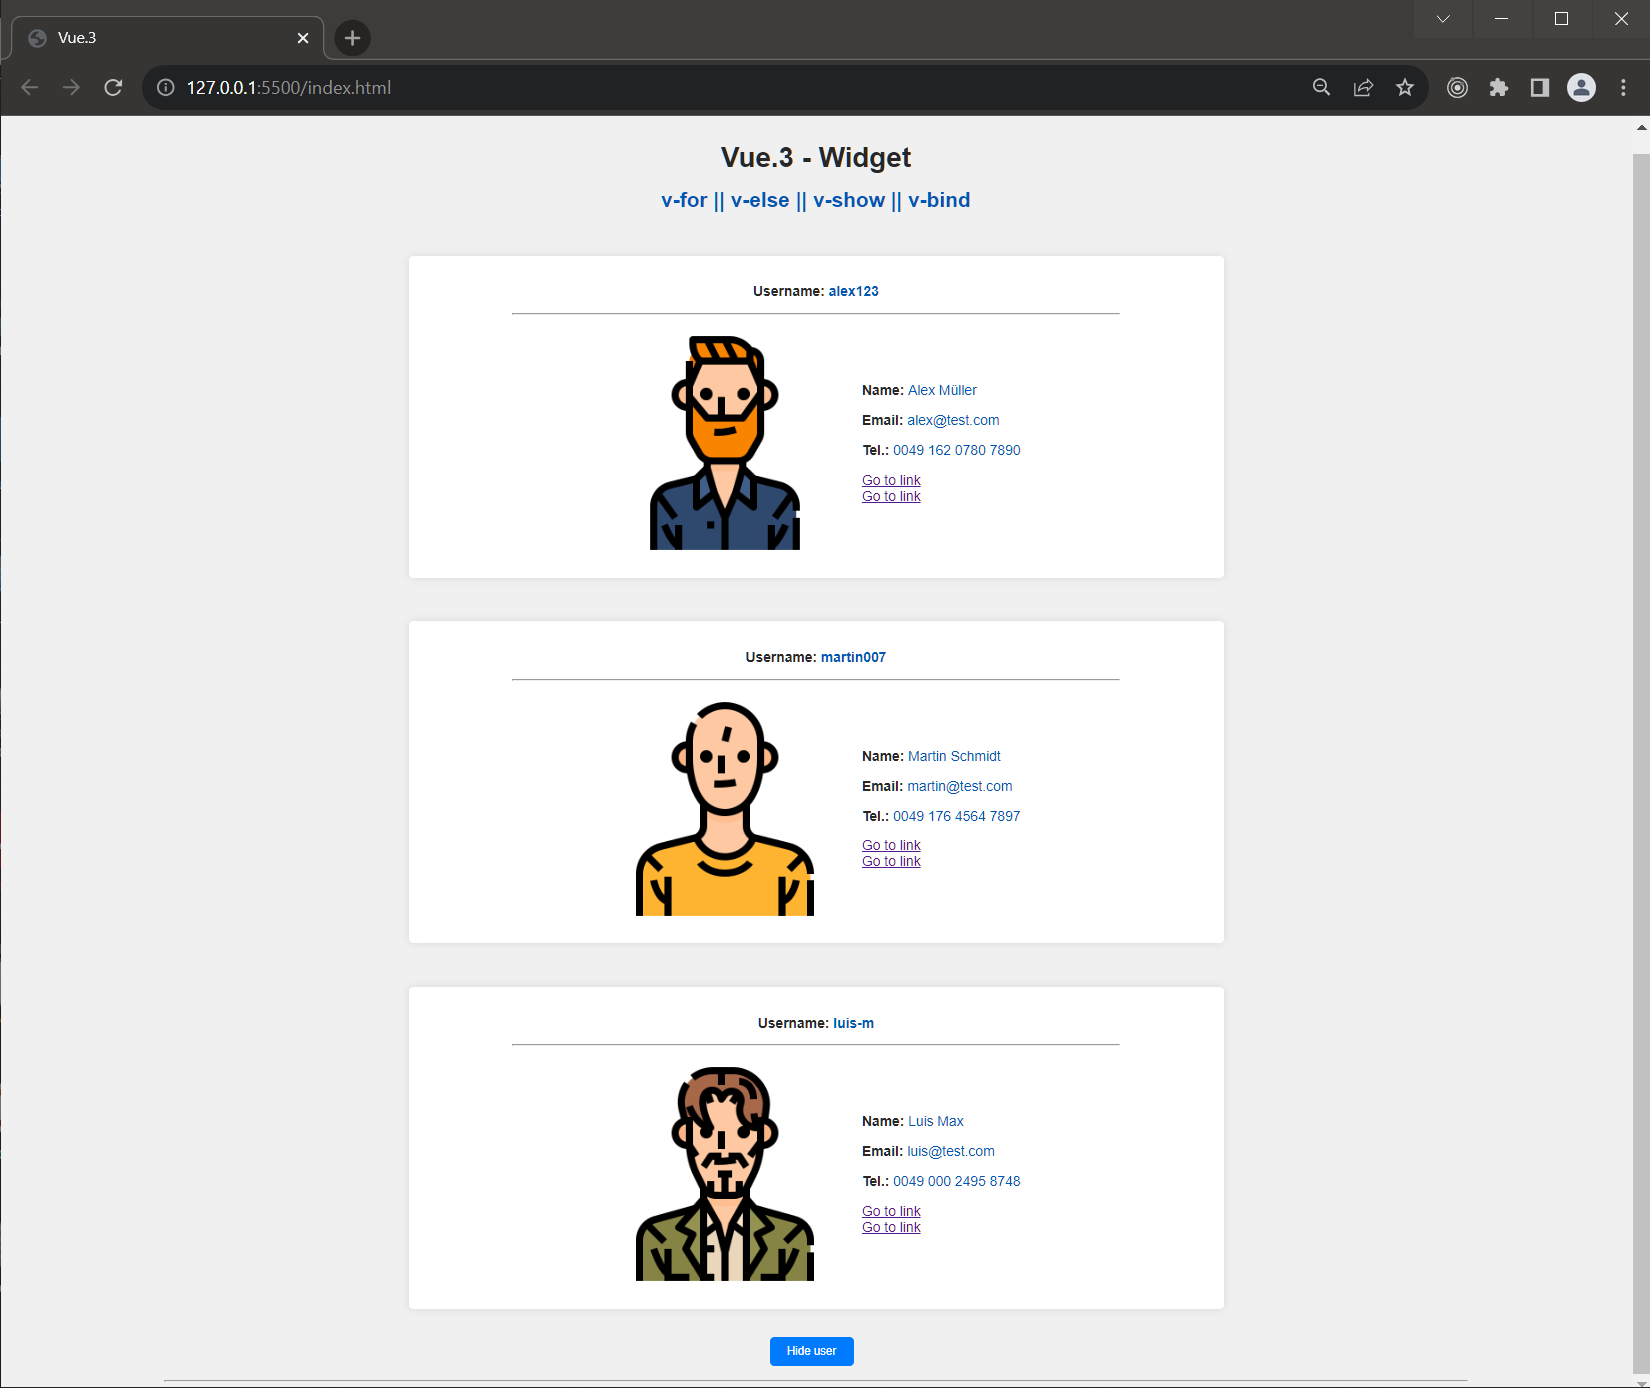 Vue.3
127.0.0.1:5500/index.html
Vue.3 - Widget
v-for || v-else || v-show || v-bind
Username: alex123
Name: Alex Müller
Email: alex@test.com
Tel.: 0049 162 0780 7890
Go to link
Go to link
Username: martin007
Name: Martin Schmidt
Email: martin@test.com
Tel.: 0049 176 4564 7897
Go to link
Go to link
Username: luis-m
Name: Luis Max
Email: luis@test.com
Tel.: 0049 000 2495 8748
Go to link
Go to link
Hide user